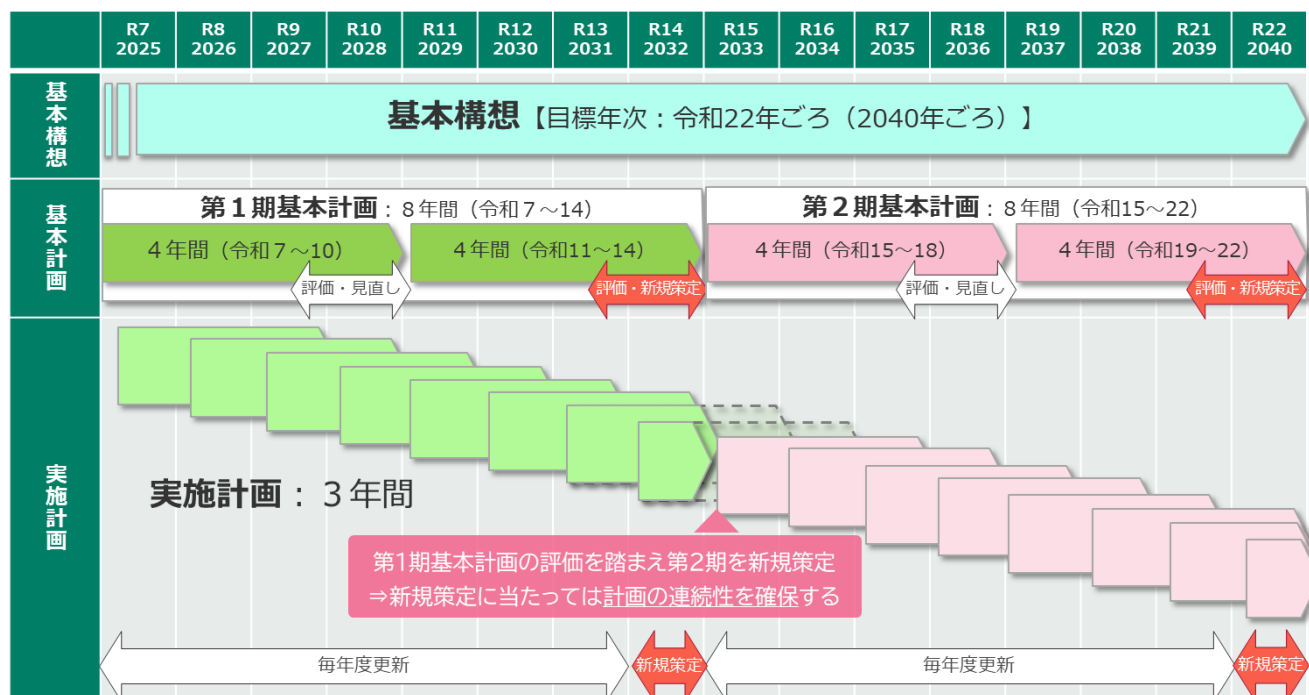 R7 R8 R9 R10 R11 R12 R13 R14 R15 R16 R17 R18 R19 R20 R21 R22
2025 2026 2027 2028 2029 2030 2031 2032 2033 2034 2035 2036 2037 2038 2039 2040
基本構想
基本構想【目標年次：令和22年ごろ（2040年ごろ）】
基本計画
第１期基本計画：８年間（令和７～14）
第２期基本計画：８年間（令和15～22）
４年間（令和７～10）
４年間（令和11～14）
４年間（令和15～18）
４年間（令和19～22）
評価・見直し
評価・新規策定
評価・見直し
評価・新規策定
実施計画
実施計画：３年間
第1期基本計画の評価を踏まえ第2期を新規策定
⇒新規策定に当たっては計画の連続性を確保する
毎年度更新
新規策定
毎年度更新
新規策定